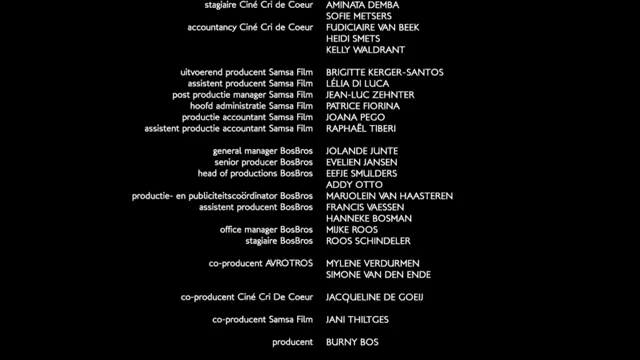 stagiaire Ciné Cri de Coeur AMINATA DEMBA
SOFIE METSERS
accountancy Ciné Cri de Coeur FUDICIAIRE VAN BEEK
HEIDI SMETS
KELLY WALDRANT
uitvoerend producent Samsa Film BRIGITTE KERGER-SANTOS
assistent producent Samsa Film LÉLIA DI LUCA
post productie manager Samsa Film JEAN-LUC ZEHNTER
hoofd administratie Samsa Film PATRICE FIORINA
productie accountant Samsa Film JOANA PEGO
assistent productie accountant Samsa Film RAPHAËL TIBERI
general manager BosBros JOLANDE JUNTE
senior producer BosBros EVELIEN JANSEN
head of productions BosBros EEFJE SMULDERS
ADDY OTTO
productie- en publiciteitscoördinator BosBros MARJOLEIN VAN HAASTEREN
assistent producent BosBros FRANCIS VAESSEN
HANNEKE BOSMAN
office manager BosBros MIJKE ROOS
stagiaire BosBros ROOS SCHINDELER
co-producent AVROTROS MYLENE VERDURMEN
SIMONE VAN DEN ENDE
co-producent Ciné Cri De Coeur JACQUELINE DE GOEIJ
co-producent Samsa Film JANI THILTGES
producent BURNY BOS